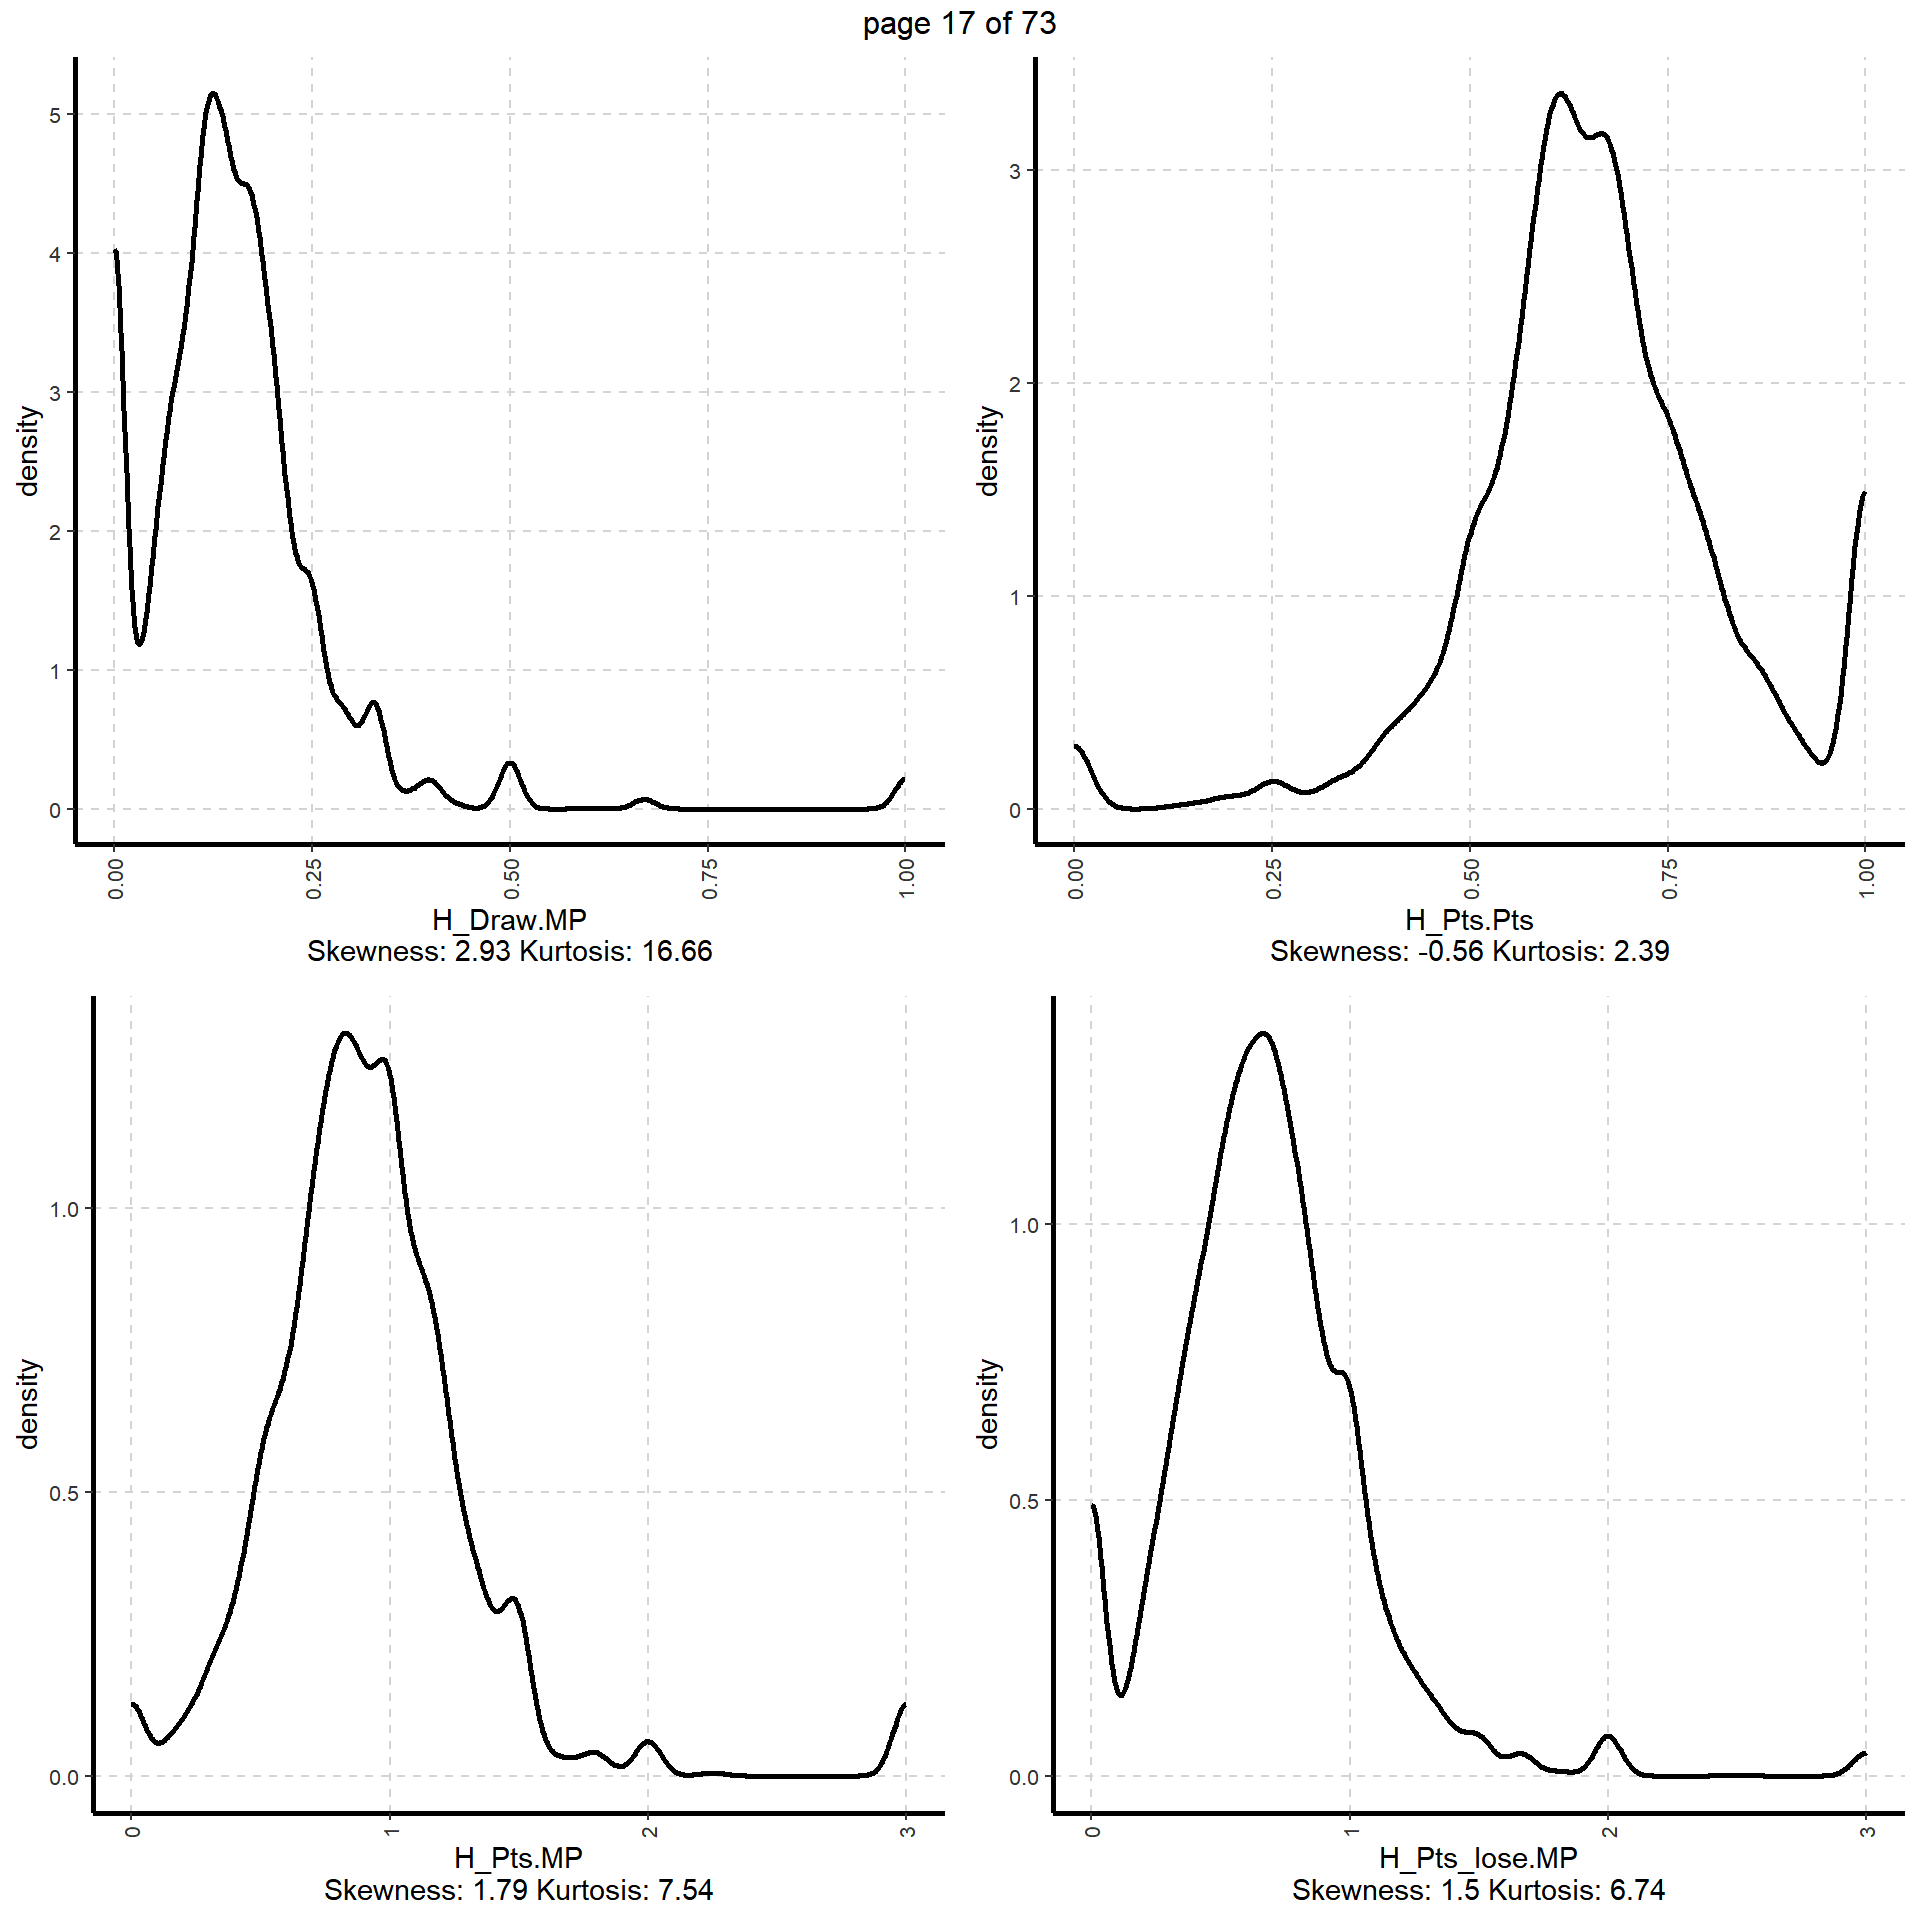 page 17 of 73
5
4
3
2
1
0
density
0.00
0.25
0.50
0.75
1.00
H_Draw.MP
Skewness: 2.93 Kurtosis: 16.66
3
2
1
0
density
0.00
0.25
0.50
0.75
1.00
H_Pts.Pts
Skewness: -0.56 Kurtosis: 2.39
1.0
0.5
0.0
density
0
1
2
3
H_Pts.MP
Skewness: 1.79 Kurtosis: 7.54
1.0
0.5
0.0
density
0
1
2
3
H_Pts_lose.MP
Skewness: 1.5 Kurtosis: 6.74